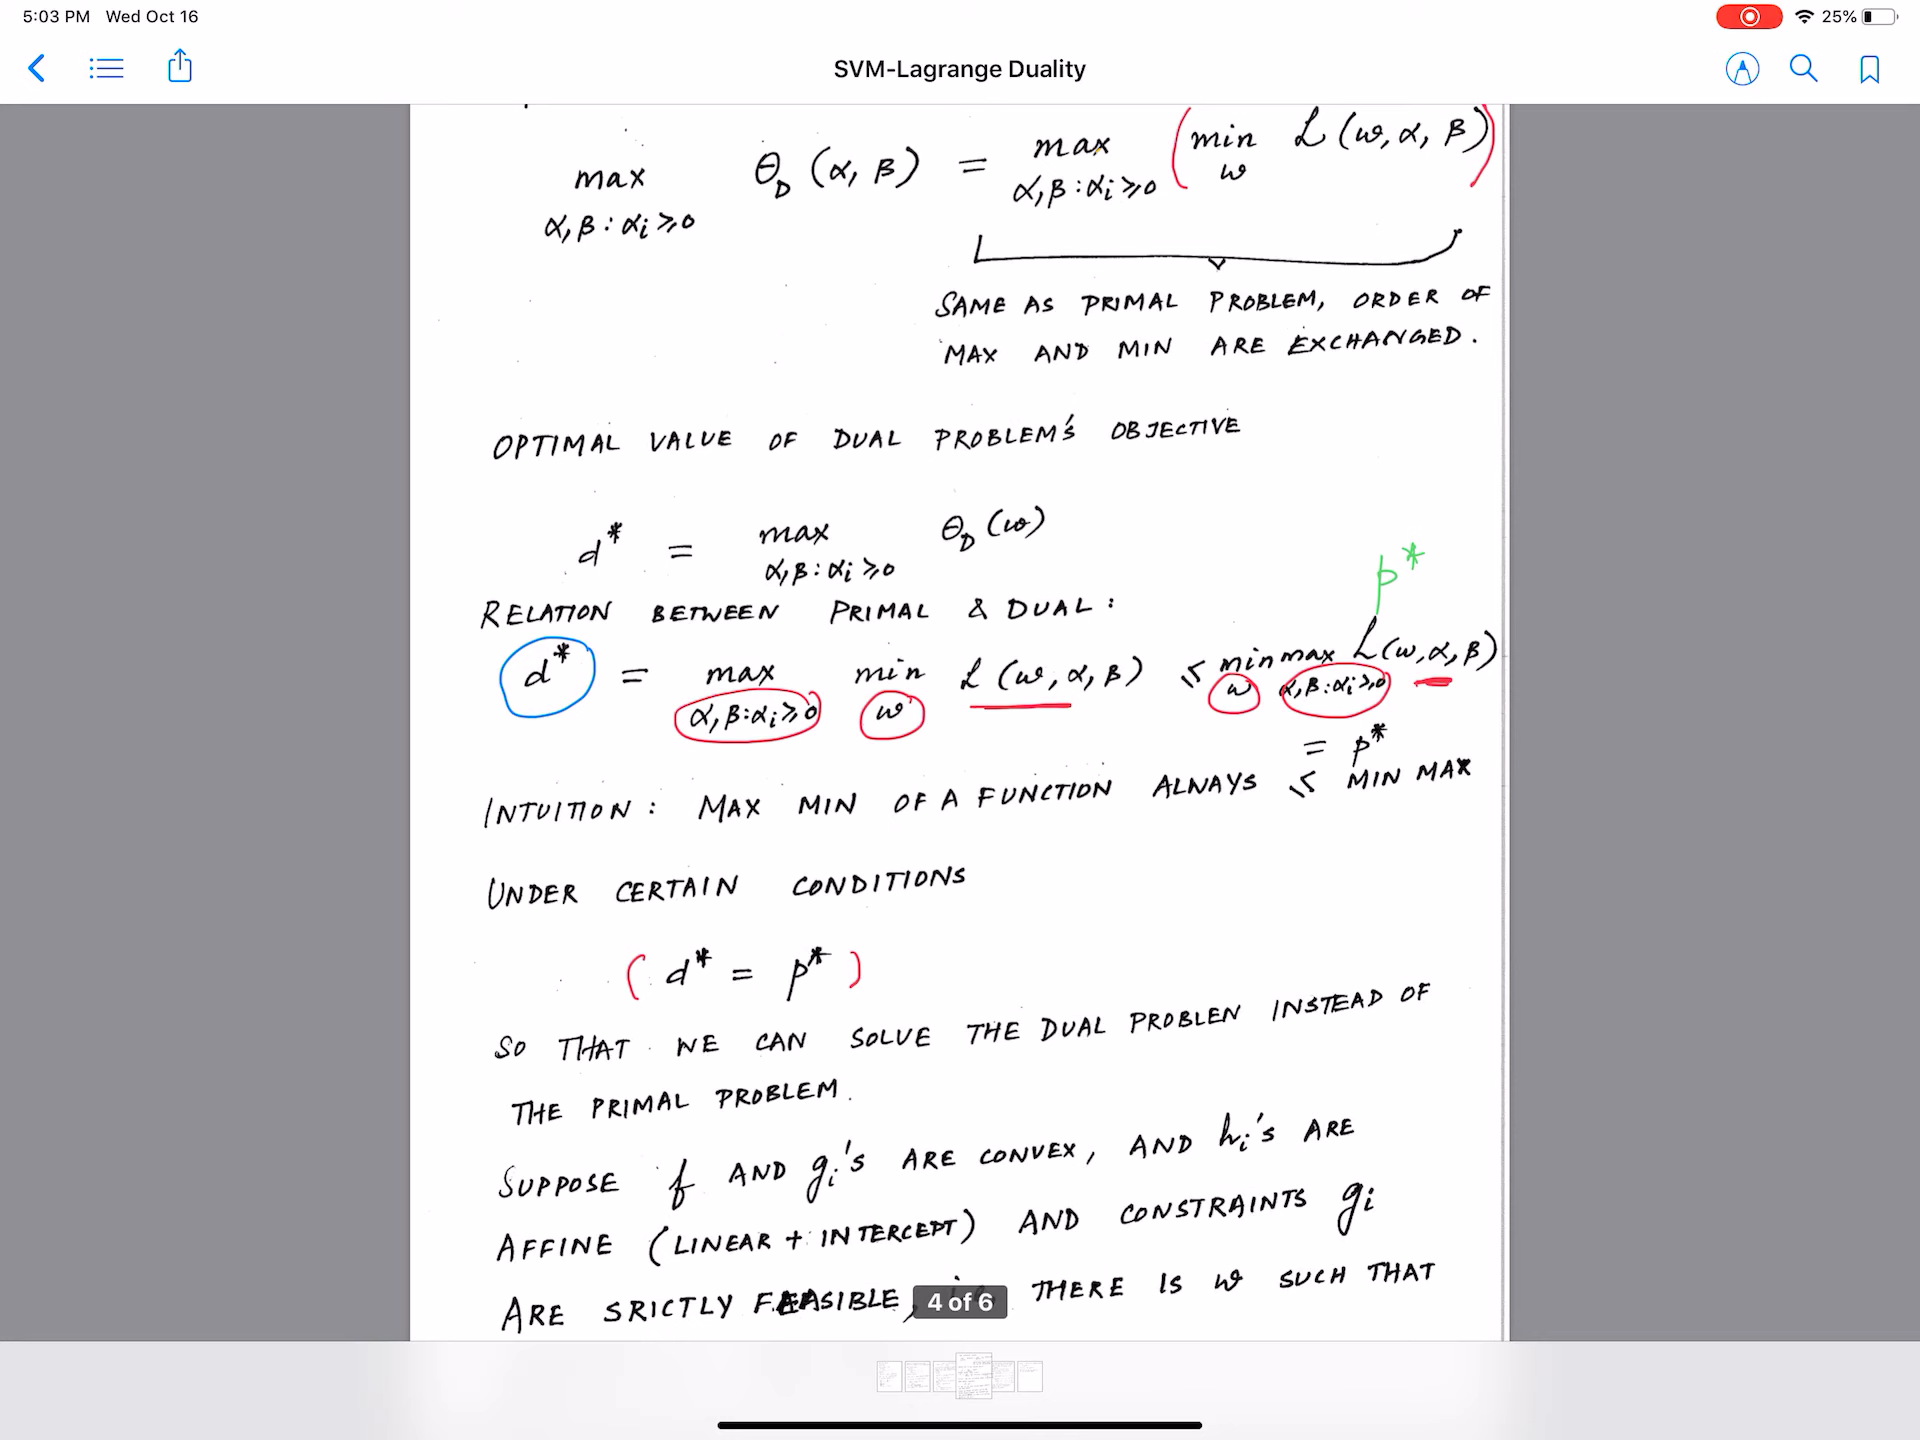 5:03 PM Wed Oct 16
25%
SVM-Lagrange Duality
max θ_D (α, β) = max (min L (w, α, β))
α, β : αi ≥ 0 α, β : αi ≥ 0 w
SAME AS PRIMAL PROBLEM, ORDER OF
MAX AND MIN ARE EXCHANGED.
OPTIMAL VALUE OF DUAL PROBLEM'S OBJECTIVE
d* = max θ_D (w)
α, β : αi ≥ 0
p*
RELATION BETWEEN PRIMAL & DUAL :
d* = max min L (w, α, β) ≤ min max L (w, α, β)
α, β : αi ≥ 0 w w α, β : αi ≥ 0
= p*
INTUITION : MAX MIN OF A FUNCTION ALWAYS ≤ MIN MAX
UNDER CERTAIN CONDITIONS
( d* = p* )
SO THAT WE CAN SOLVE THE DUAL PROBLEM INSTEAD OF
THE PRIMAL PROBLEM.
SUPPOSE f AND gi's ARE CONVEX, AND hi's ARE
AFFINE (LINEAR + INTERCEPT) AND CONSTRAINTS gi
ARE SRICTLY FEASIBLE, THERE IS w SUCH THAT
4 of 6